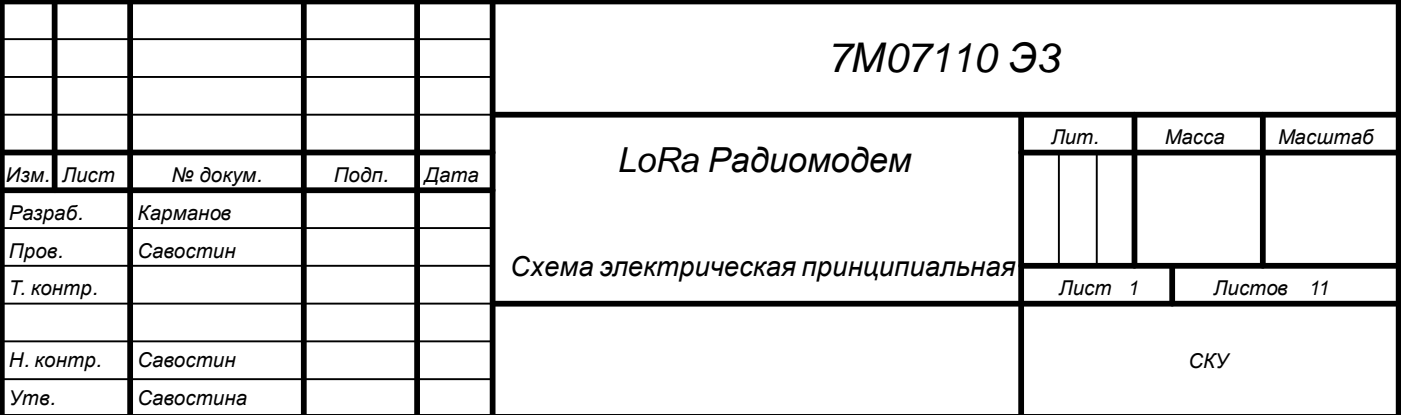 7М07110 Э3
LoRa Радиомодем
Схема электрическая принципиальная
Лит. Масса Масштаб
Лист 1 Листов 11
СКУ
Изм. Лист № докум. Подп. Дата
Разраб. Карманов
Пров. Савостин
Т. контр.
Н. контр. Савостин
Утв. Савостина